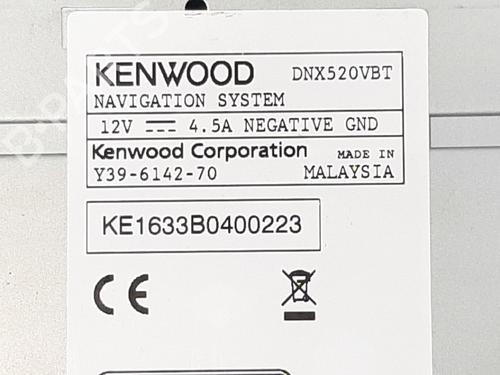 KENWOOD DNX520VBT
NAVIGATION SYSTEM
12V ⎓ 4.5A NEGATIVE GND
Kenwood Corporation MADE IN
Y39-6142-70 MALAYSIA
KE1633B0400223
CE
B-PARTS